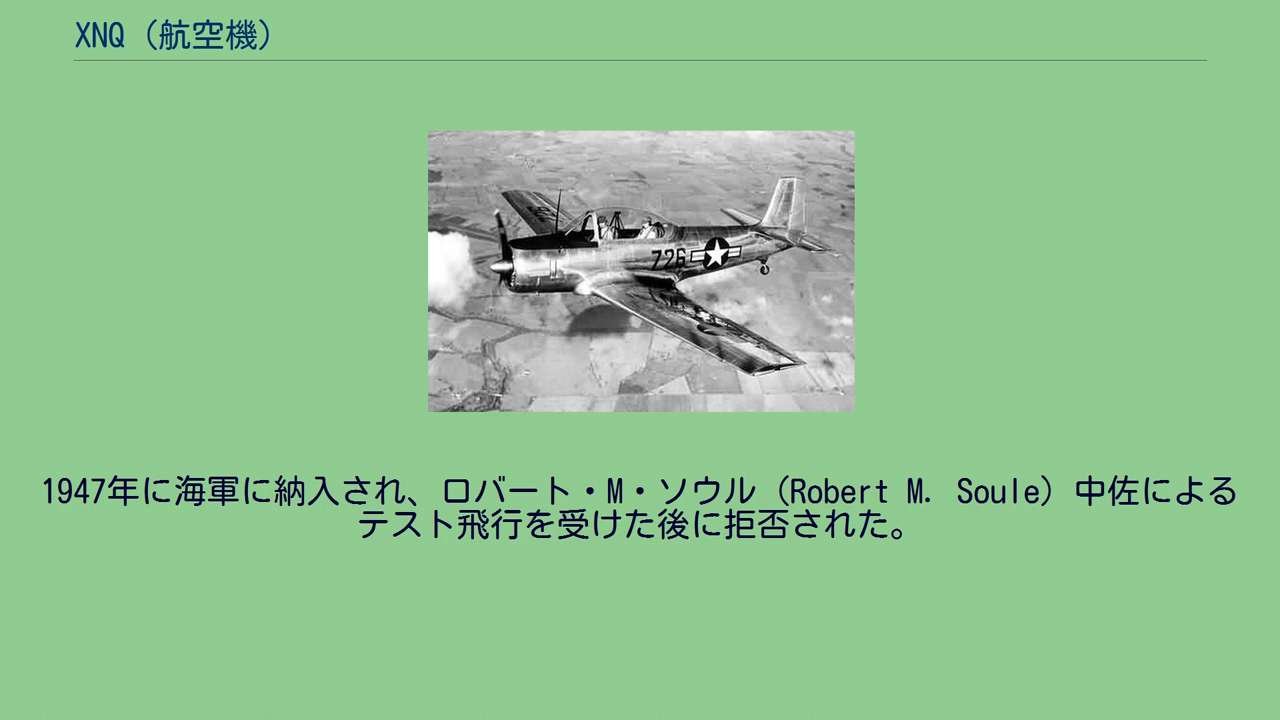 XNQ (航空機)
726
1947年に海軍に納入され、ロバート・M・ソウル (Robert M. Soule) 中佐による
テスト飛行を受けた後に拒否された。